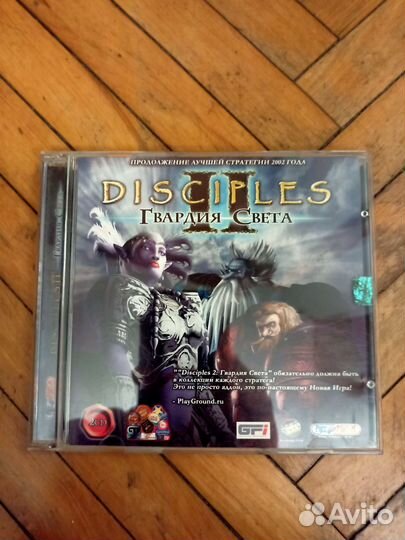 ПРОДОЛЖЕНИЕ ЛУЧШЕЙ СТРАТЕГИИ 2002 ГОДА
DISCIPLES
II
ГВАРДИЯ СВЕТА
""Disciples 2: Гвардия Света" обязательно должна быть
в коллекции каждого стратега!
Это не просто аддон, это по-настоящему Новая Игра!
- PlayGround.ru
2CD
GFI
Avito